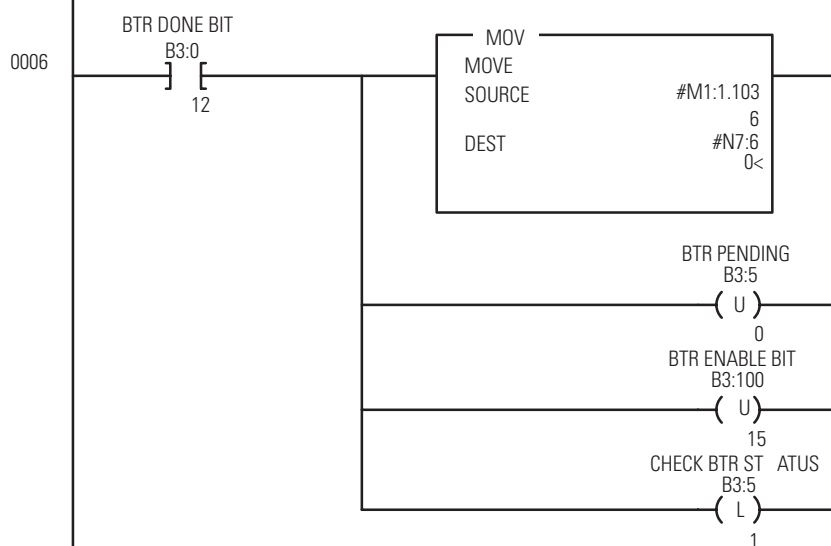 BTR DONE BIT
B3:0
0006
12
MOV
MOVE
SOURCE #M1:1.103
6
DEST #N7:6
0<
BTR PENDING
B3:5
U
0
BTR ENABLE BIT
B3:100
U
15
CHECK BTR ST ATUS
B3:5
L
1